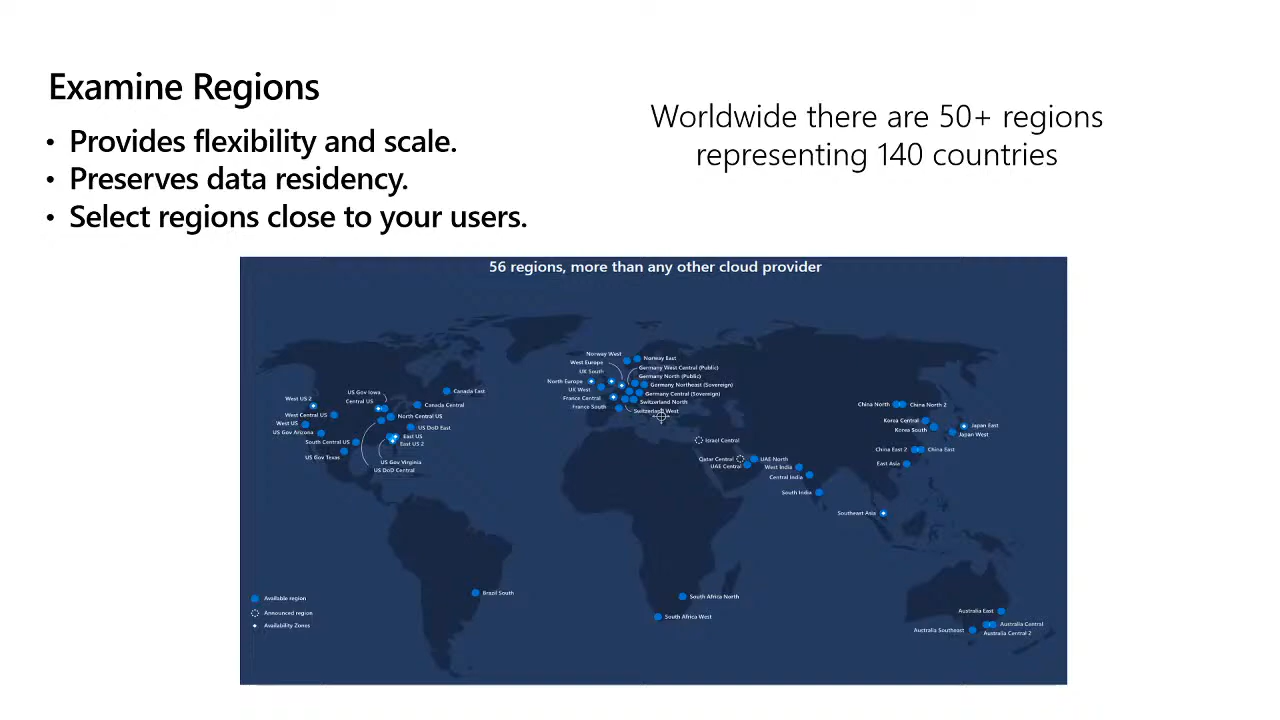 Examine Regions
• Provides flexibility and scale.
• Preserves data residency.
• Select regions close to your users.
Worldwide there are 50+ regions
representing 140 countries
56 regions, more than any other cloud provider
West US 2
West Central US
West US
US Gov Arizona
South Central US
US Gov Texas
US Gov Iowa
Central US
Canada East
Canada Central
North Central US
US DoD East
East US
East US 2
US Gov Virginia
US DoD Central
Brazil South
Norway West
West Europe
UK South
North Europe
UK West
France Central
France South
Norway East
Germany West Central (Public)
Germany North (Public)
Germany Northeast (Sovereign)
Germany Central (Sovereign)
Switzerland North
Switzerland West
Israel Central
Qatar Central
UAE North
UAE Central
West India
Central India
South India
South Africa North
South Africa West
China North
China North 2
Korea Central
Korea South
Japan East
Japan West
China East 2
China East
East Asia
Southeast Asia
Australia East
Australia Central
Australia Southeast
Australia Central 2
Available region
Announced region
Availability Zones